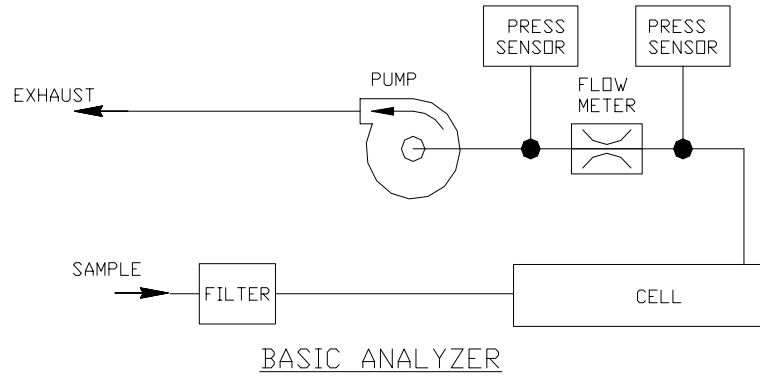 PRESS
SENSOR
PRESS
SENSOR
PUMP
FLOW
METER
EXHAUST
SAMPLE
FILTER
CELL
BASIC ANALYZER